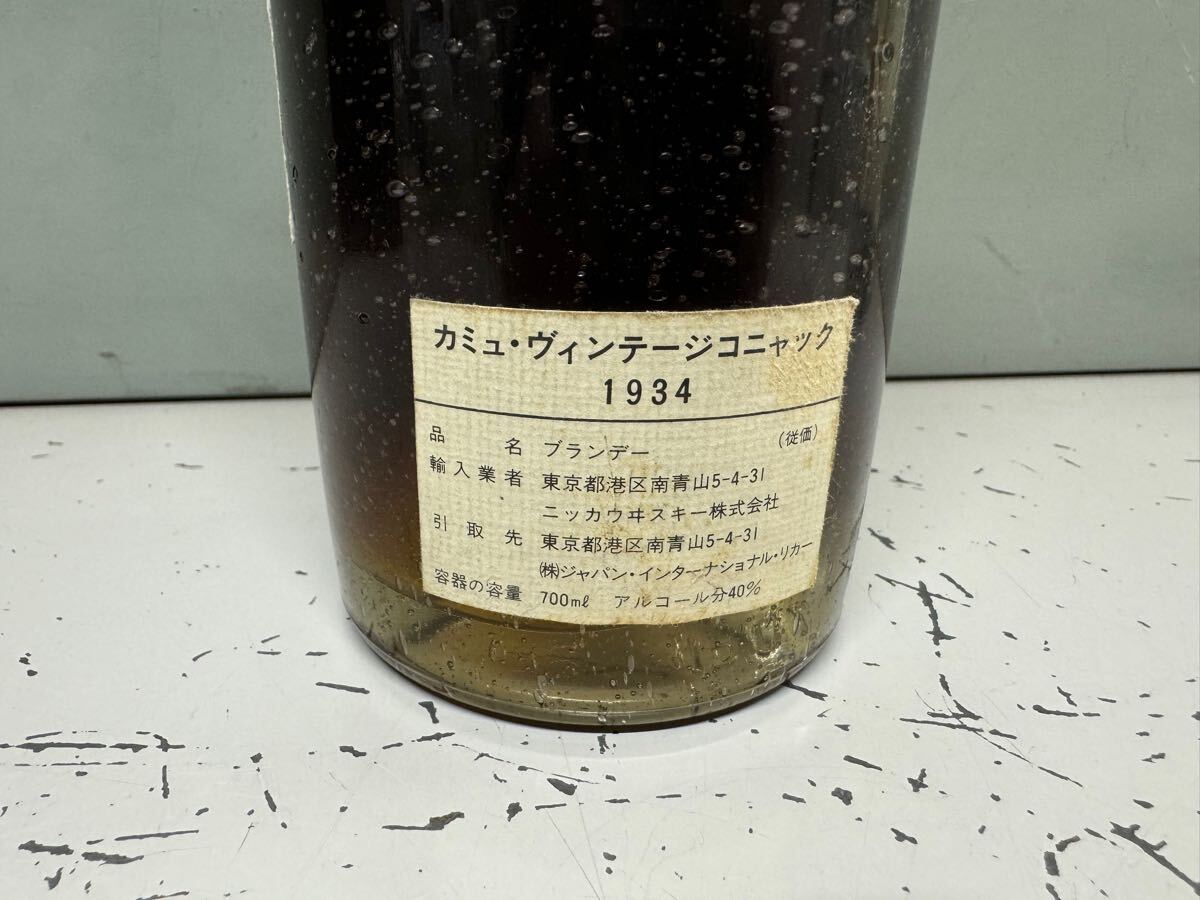 カミュ・ヴィンテージコニャック
1934
品名 ブランデー (従価)
輸入業者 東京都港区南青山5-4-31
ニッカウヰスキー株式会社
引取先 東京都港区南青山5-4-31
(株)ジャパン・インターナショナル・リカー
容器の容量 700ml アルコール分40%